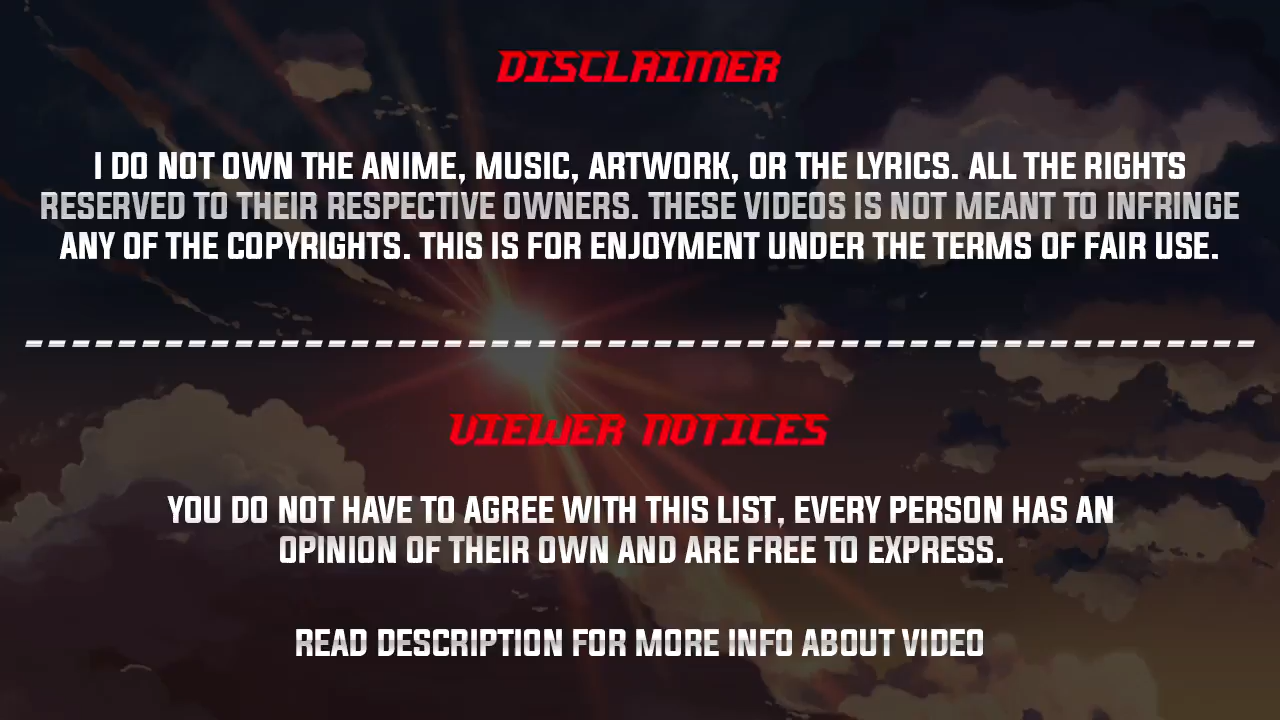 DISCLAIMER
I DO NOT OWN THE ANIME, MUSIC, ARTWORK, OR THE LYRICS. ALL THE RIGHTS
RESERVED TO THEIR RESPECTIVE OWNERS. THESE VIDEOS IS NOT MEANT TO INFRINGE
ANY OF THE COPYRIGHTS. THIS IS FOR ENJOYMENT UNDER THE TERMS OF FAIR USE.
VIEWER NOTICES
YOU DO NOT HAVE TO AGREE WITH THIS LIST, EVERY PERSON HAS AN
OPINION OF THEIR OWN AND ARE FREE TO EXPRESS.
READ DESCRIPTION FOR MORE INFO ABOUT VIDEO